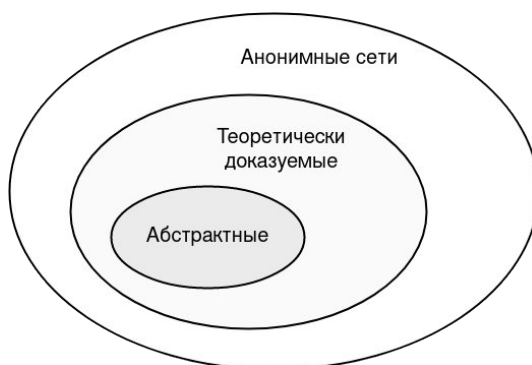 Анонимные сети
Теоретически
доказуемые
Абстрактные